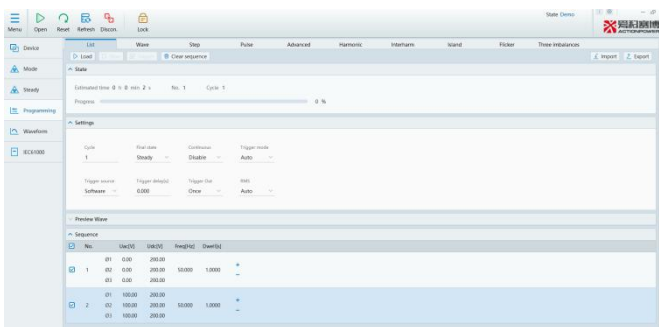 State Demo
Menu Open Reset Refresh Discon. Lock
ACTIONPOWER
Device
Mode
Steady
Programming
Waveform
IEC61000
List Wave Step Pulse Advanced Harmonic Interharm Island Flicker Three Imbalances
Load Clear sequence Import Export
State
Estimated time 0 h 0 min 2 s No. 1 Cycle 1
Progress 0 %
Settings
Cycle Final state Continuous Trigger mode
1 Steady Disable Auto
Trigger source Trigger delay(s) Trigger Out RMS
Software 0.000 Once Auto
Preview Wave
Sequence
No. Uac[V] Udc[V] Freq[Hz] Dwell[s]
Ø1 0.00 200.00
1 Ø2 0.00 200.00 50.000 1.0000 +
Ø3 0.00 200.00 −
Ø1 100.00 200.00
2 Ø2 100.00 200.00 50.000 1.0000 +
Ø3 100.00 200.00 −